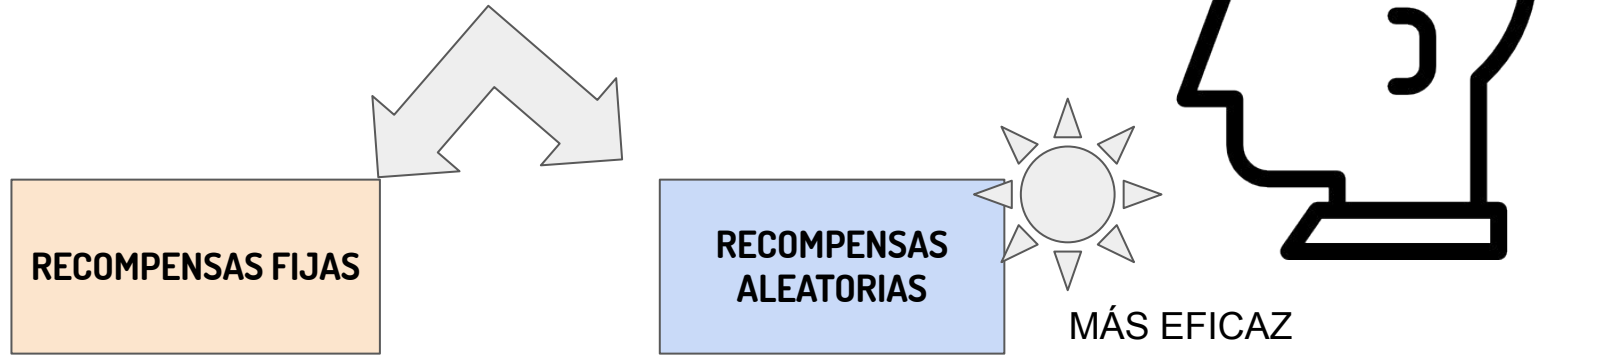 RECOMPENSAS FIJAS
RECOMPENSAS
ALEATORIAS
MÁS EFICAZ